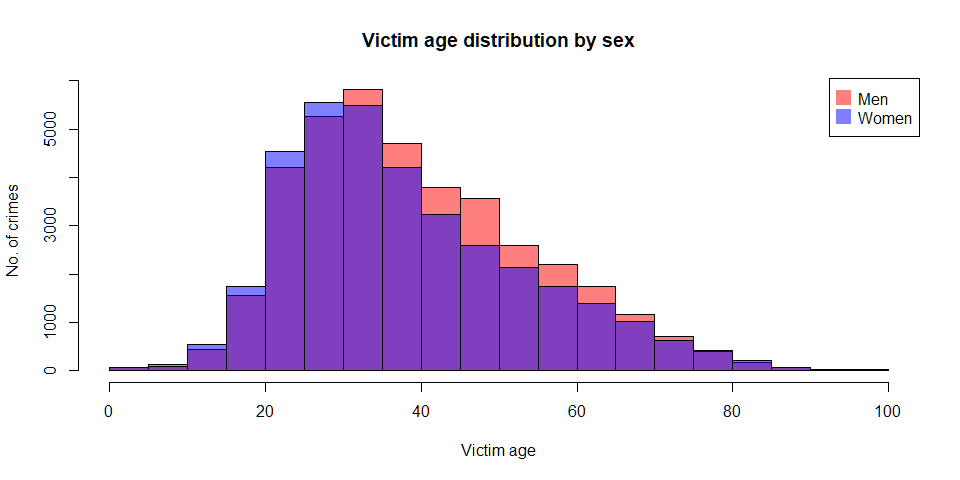 Victim age distribution by sex
Men
Women
No. of crimes
5000
3000
1000
0
0 20 40 60 80 100
Victim age